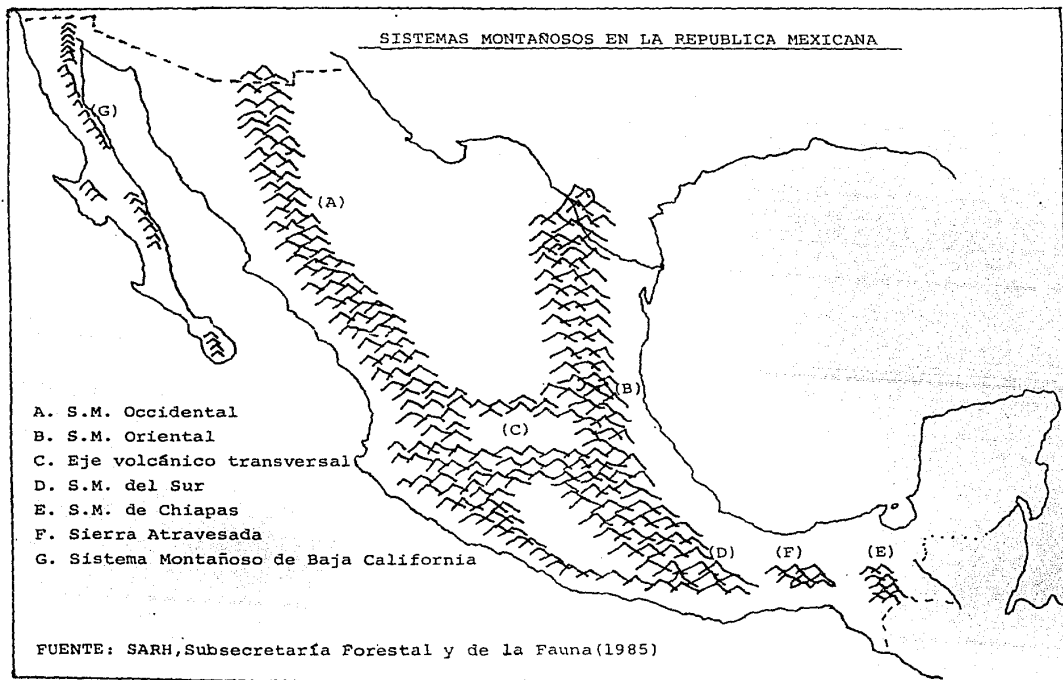 SISTEMAS MONTAÑOSOS EN LA REPUBLICA MEXICANA
(G)
(A)
(B)
(C)
A. S.M. Occidental
B. S.M. Oriental
C. Eje volcánico transversal
D. S.M. del Sur
E. S.M. de Chiapas
F. Sierra Atravesada
G. Sistema Montañoso de Baja California
(D)
(F)
(E)
FUENTE: SARH,Subsecretaría Forestal y de la Fauna(1985)